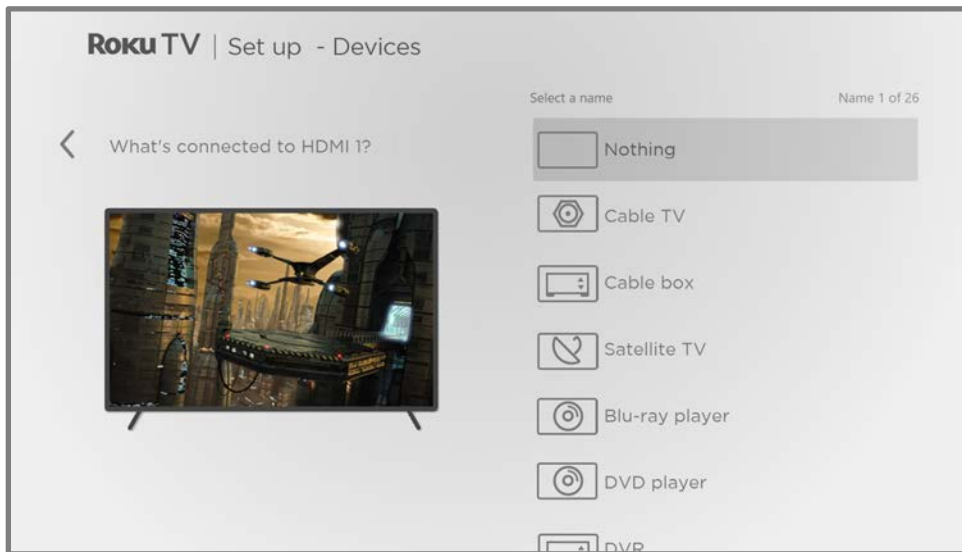 Roku TV | Set up - Devices
Select a name
Name 1 of 26
What's connected to HDMI 1?
Nothing
Cable TV
Cable box
Satellite TV
Blu-ray player
DVD player
DVR